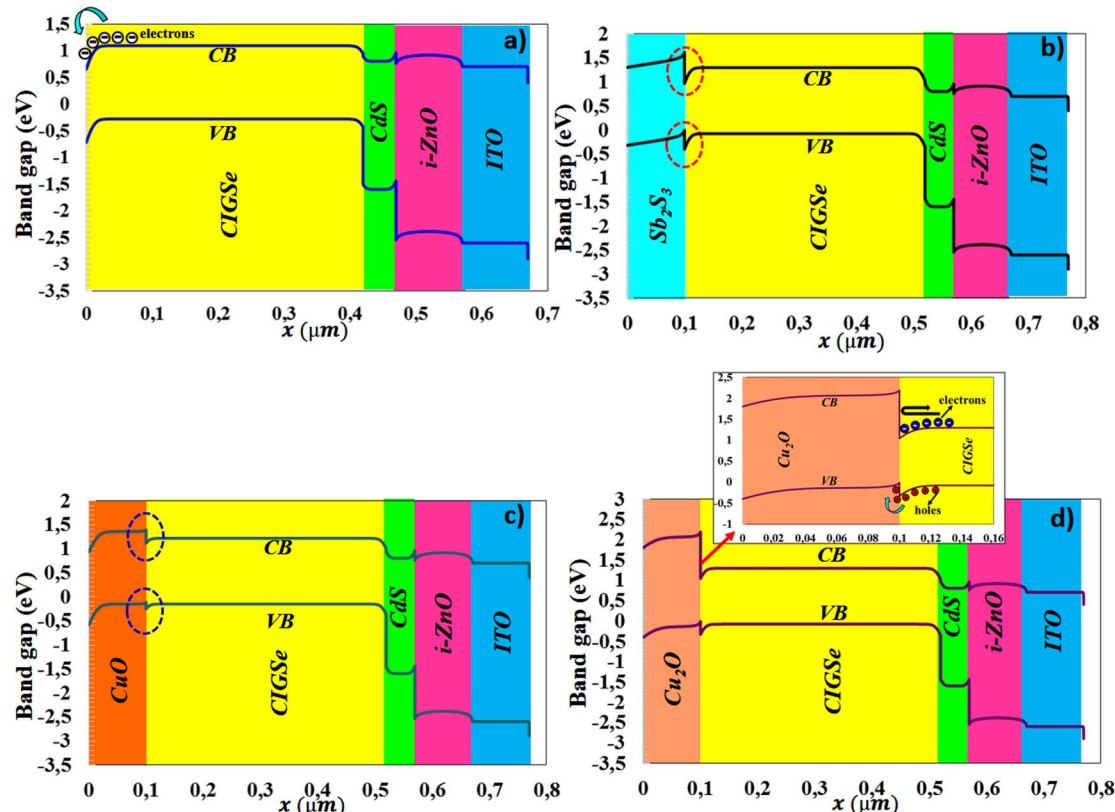 a)
electrons
CB
VB
CIGSe
CdS
i-ZnO
ITO
Band gap (eV)
1,5
1
0,5
0
-0,5
-1
-1,5
-2
-2,5
-3
-3,5
0 0,1 0,2 0,3 0,4 0,5 0,6 0,7
x (μm)
b)
CB
VB
Sb₂S₃
CIGSe
CdS
i-ZnO
ITO
Band gap (eV)
2
1,5
1
0,5
0
-0,5
-1
-1,5
-2
-2,5
-3
-3,5
0 0,1 0,2 0,3 0,4 0,5 0,6 0,7 0,8
x (μm)
c)
CB
VB
CuO
CIGSe
CdS
i-ZnO
ITO
Band gap (eV)
2
1,5
1
0,5
0
-0,5
-1
-1,5
-2
-2,5
-3
-3,5
0 0,1 0,2 0,3 0,4 0,5 0,6 0,7 0,8
x (μm)
2,5
2
1,5
1
0,5
0
-0,5
-1
CB
electrons
Cu₂O
CIGSe
VB
holes
0 0,02 0,04 0,06 0,08 0,1 0,12 0,14 0,16
d)
CB
VB
Cu₂O
CIGSe
CdS
i-ZnO
ITO
Band gap (eV)
3
2,5
2
1,5
1
0,5
0
-0,5
-1
-1,5
-2
-2,5
-3
-3,5
0 0,1 0,2 0,3 0,4 0,5 0,6 0,7 0,8
x (μm)